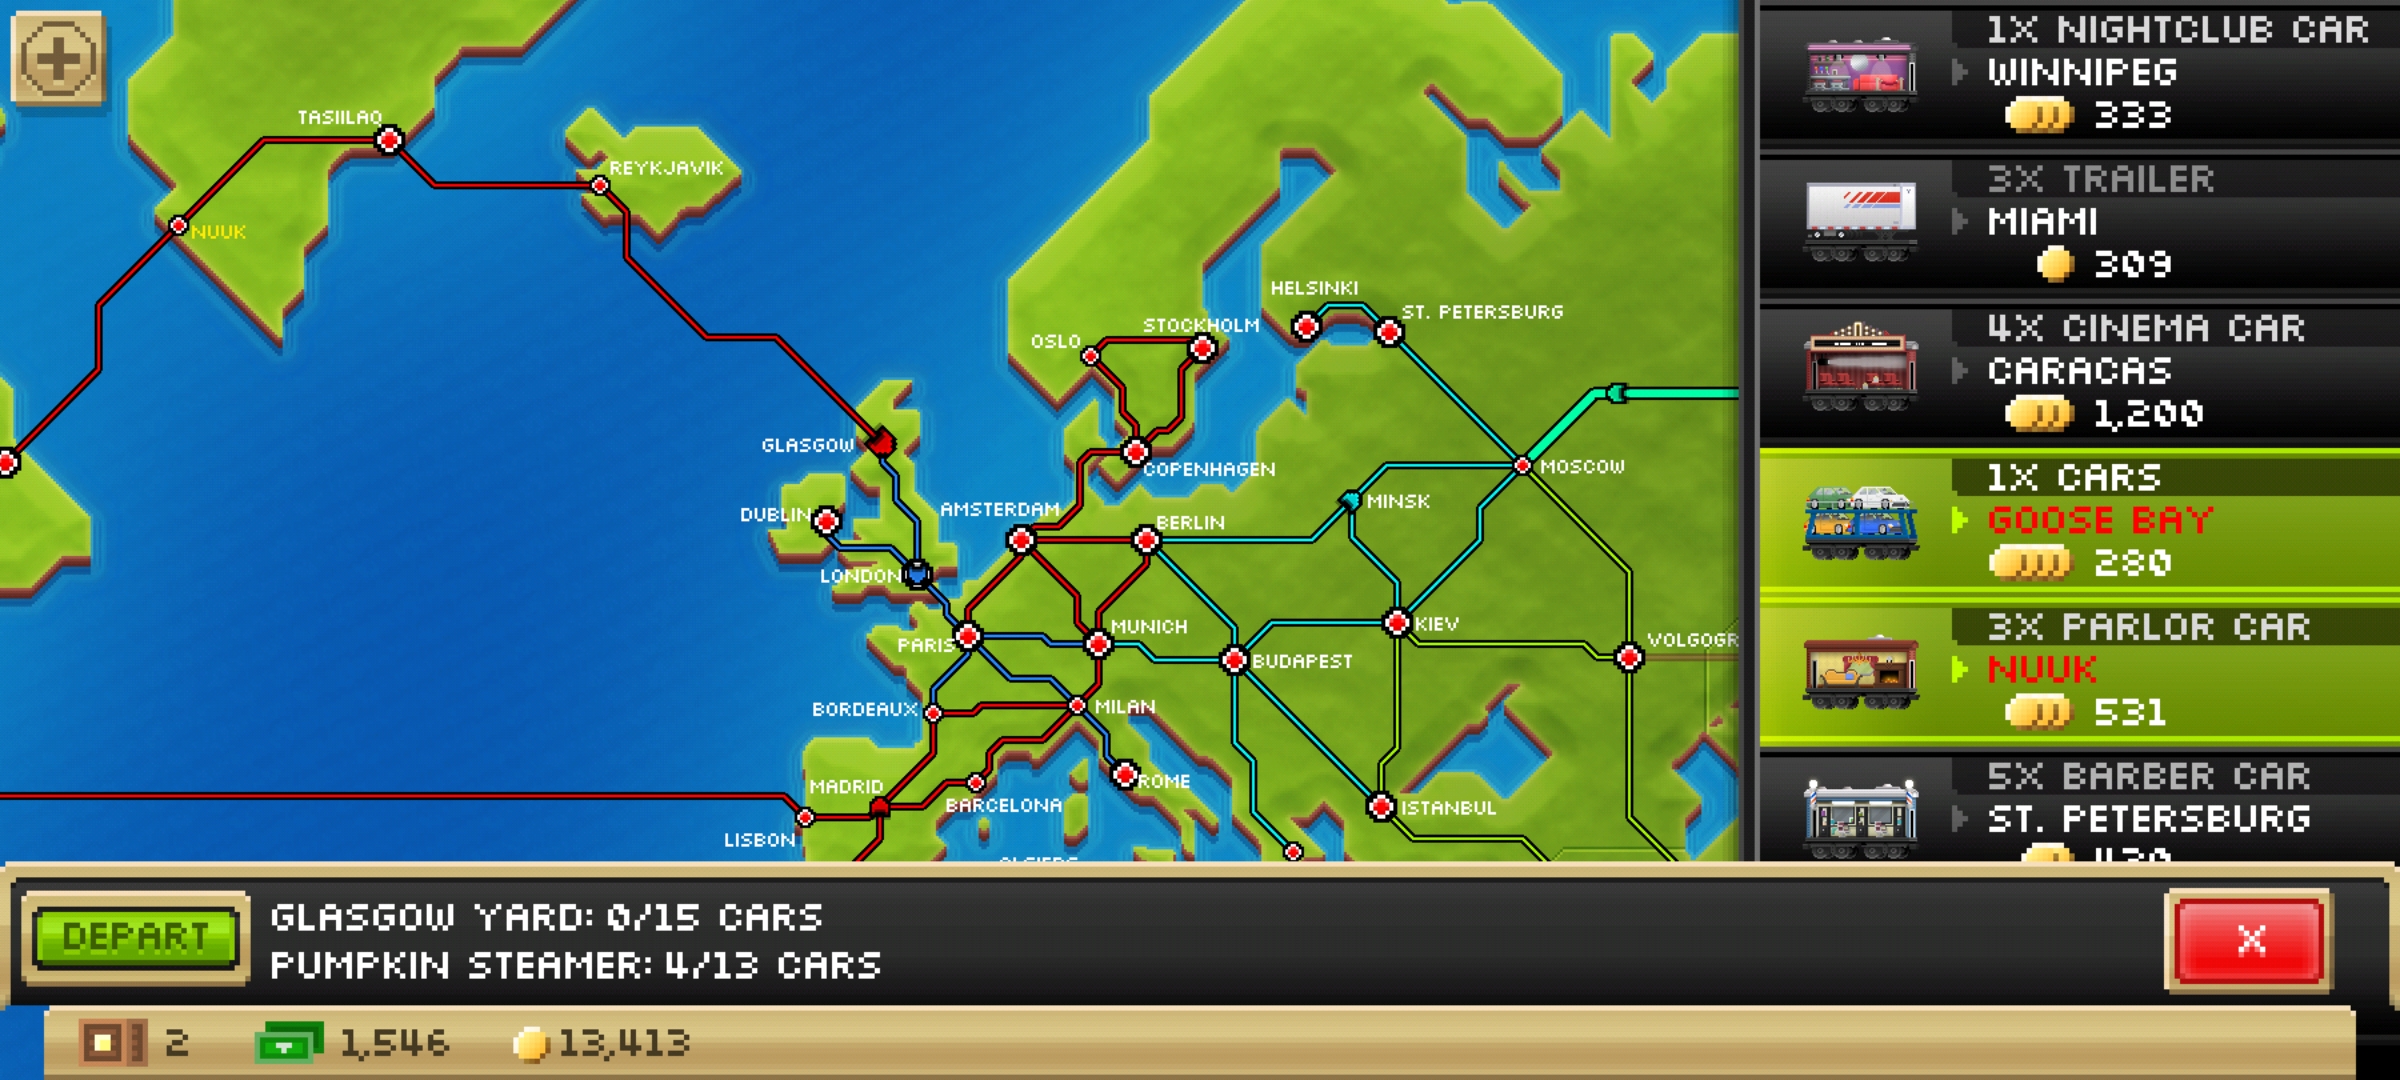 TASIILAQ
REYKJAVIK
NUUK
HELSINKI
ST. PETERSBURG
STOCKHOLM
OSLO
GLASGOW
COPENHAGEN
MOSCOW
MINSK
DUBLIN
AMSTERDAM
BERLIN
LONDON
PARIS
MUNICH
KIEV
VOLGOGR
BUDAPEST
BORDEAUX
MILAN
MADRID
ROME
BARCELONA
ISTANBUL
LISBON
1X NIGHTCLUB CAR
WINNIPEG
333
3X TRAILER
MIAMI
309
4X CINEMA CAR
CARACAS
1,200
1X CARS
GOOSE BAY
280
3X PARLOR CAR
NUUK
531
5X BARBER CAR
ST. PETERSBURG
DEPART
GLASGOW YARD: 0/15 CARS
PUMPKIN STEAMER: 4/13 CARS
X
2
1,546
13,413